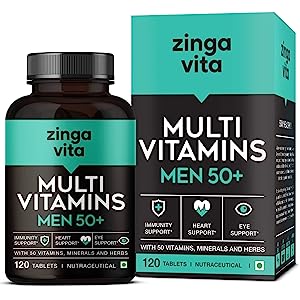 zinga
vita
MULTI
VITAMINS
MEN 50+
IMMUNITY
SUPPORT*
HEART
SUPPORT*
EYE
SUPPORT*
WITH 50 VITAMINS, MINERALS AND HERBS
120 TABLETS | NUTRACEUTICAL
zinga
vita
MULTI
VITAMINS
MEN 50+
IMMUNITY
SUPPORT*
HEART
SUPPORT*
EYE
SUPPORT*
WITH 50 VITAMINS, MINERALS AND HERBS
120 TABLETS | NUTRACEUTICAL